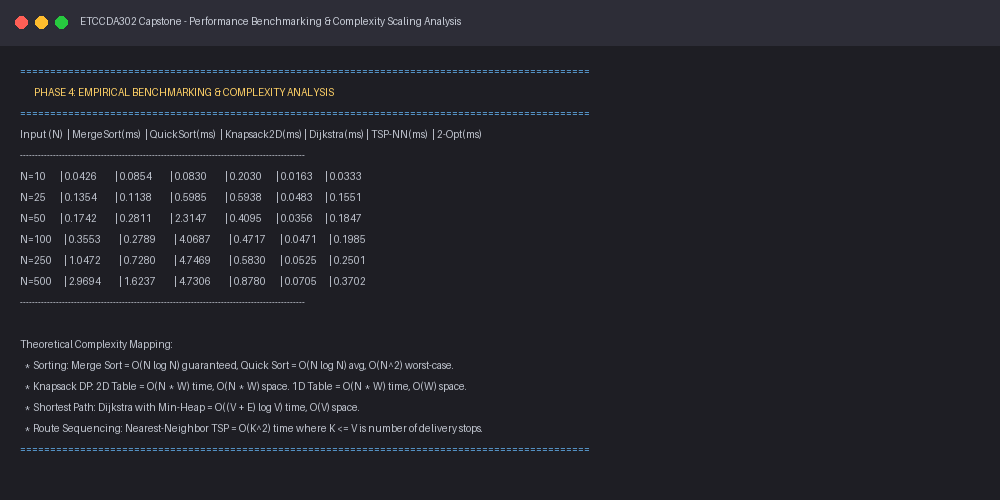 ETCCDA302 Capstone - Performance Benchmarking & Complexity Scaling Analysis
===============================================================================================
PHASE 4: EMPIRICAL BENCHMARKING & COMPLEXITY ANALYSIS
===============================================================================================
Input (N) | MergeSort(ms) | QuickSort(ms) | Knapsack2D(ms) | Dijkstra(ms) | TSP-NN(ms) | 2-Opt(ms)
-----------------------------------------------------------------------------------------------
N=10 | 0.0426 | 0.0854 | 0.0830 | 0.2030 | 0.0163 | 0.0333
N=25 | 0.1354 | 0.1138 | 0.5985 | 0.5938 | 0.0483 | 0.1551
N=50 | 0.1742 | 0.2811 | 2.3147 | 0.4095 | 0.0356 | 0.1847
N=100 | 0.3553 | 0.2789 | 4.0687 | 0.4717 | 0.0471 | 0.1985
N=250 | 1.0472 | 0.7280 | 4.7469 | 0.5830 | 0.0525 | 0.2501
N=500 | 2.9694 | 1.6237 | 4.7306 | 0.8780 | 0.0705 | 0.3702
-----------------------------------------------------------------------------------------------
Theoretical Complexity Mapping:
* Sorting: Merge Sort = O(N log N) guaranteed, Quick Sort = O(N log N) avg, O(N^2) worst-case.
* Knapsack DP: 2D Table = O(N * W) time, O(N * W) space. 1D Table = O(N * W) time, O(W) space.
* Shortest Path: Dijkstra with Min-Heap = O((V + E) log V) time, O(V) space.
* Route Sequencing: Nearest-Neighbor TSP = O(K^2) time where K <= V is number of delivery stops.
===============================================================================================